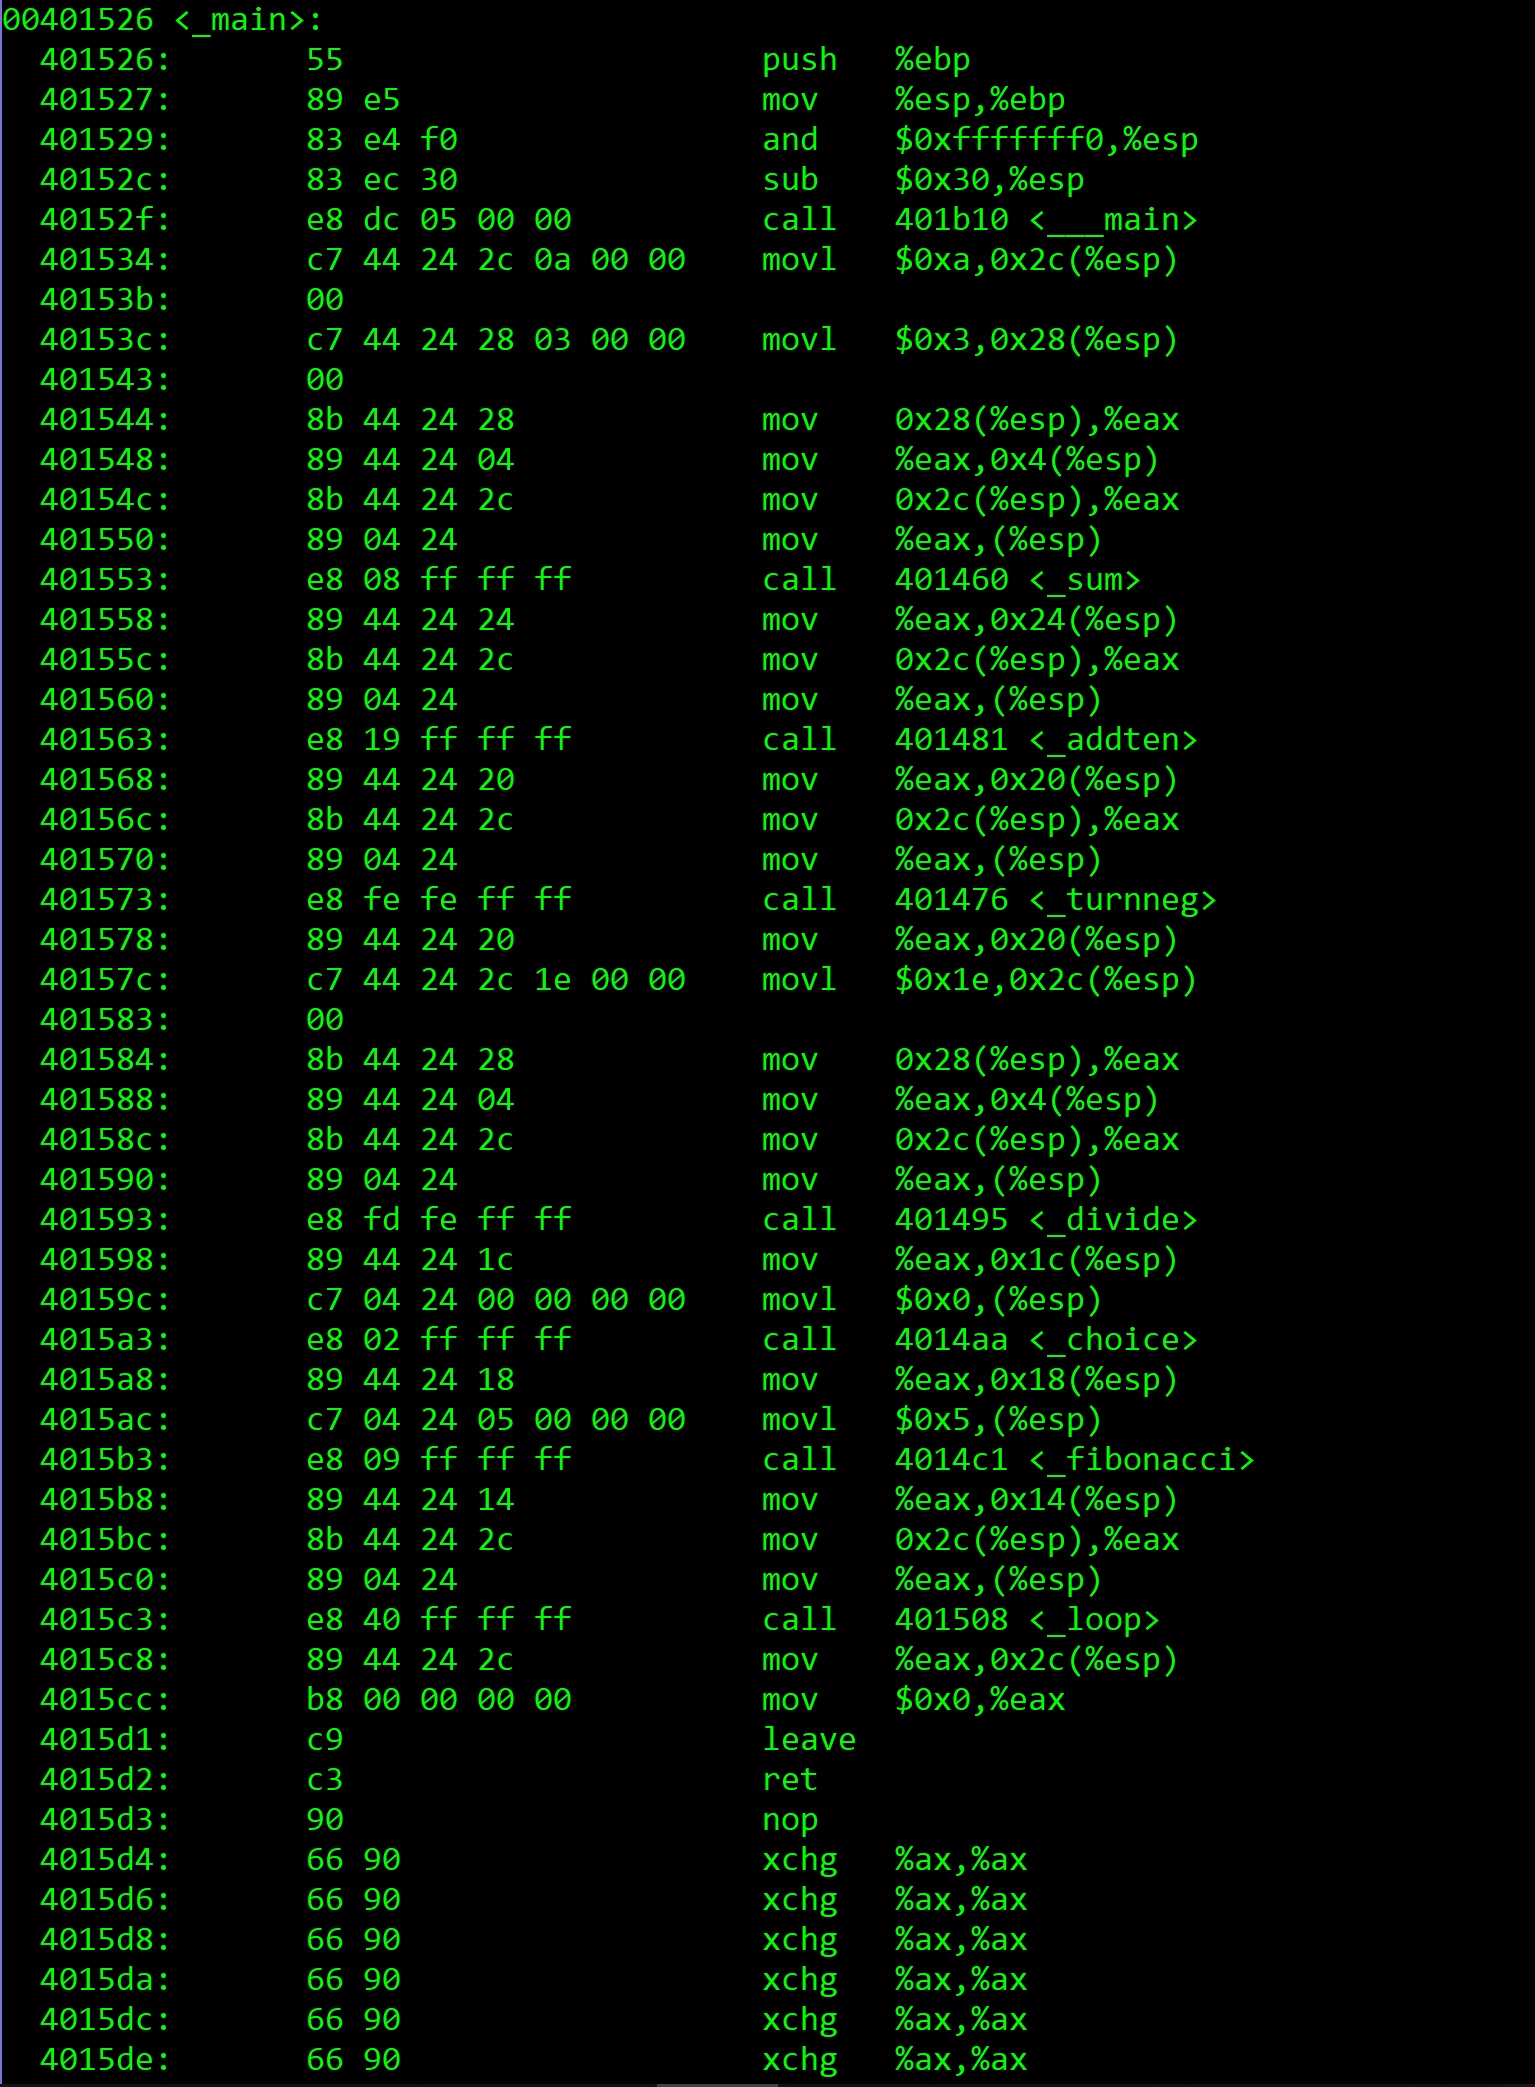 00401526 <_main>:
401526: 55 push %ebp
401527: 89 e5 mov %esp,%ebp
401529: 83 e4 f0 and $0xfffffff0,%esp
40152c: 83 ec 30 sub $0x30,%esp
40152f: e8 dc 05 00 00 call 401b10 <___main>
401534: c7 44 24 2c 0a 00 00 movl $0xa,0x2c(%esp)
40153b: 00
40153c: c7 44 24 28 03 00 00 movl $0x3,0x28(%esp)
401543: 00
401544: 8b 44 24 28 mov 0x28(%esp),%eax
401548: 89 44 24 04 mov %eax,0x4(%esp)
40154c: 8b 44 24 2c mov 0x2c(%esp),%eax
401550: 89 04 24 mov %eax,(%esp)
401553: e8 08 ff ff ff call 401460 <_sum>
401558: 89 44 24 24 mov %eax,0x24(%esp)
40155c: 8b 44 24 2c mov 0x2c(%esp),%eax
401560: 89 04 24 mov %eax,(%esp)
401563: e8 19 ff ff ff call 401481 <_addten>
401568: 89 44 24 20 mov %eax,0x20(%esp)
40156c: 8b 44 24 2c mov 0x2c(%esp),%eax
401570: 89 04 24 mov %eax,(%esp)
401573: e8 fe fe ff ff call 401476 <_turnneg>
401578: 89 44 24 20 mov %eax,0x20(%esp)
40157c: c7 44 24 2c 1e 00 00 movl $0x1e,0x2c(%esp)
401583: 00
401584: 8b 44 24 28 mov 0x28(%esp),%eax
401588: 89 44 24 04 mov %eax,0x4(%esp)
40158c: 8b 44 24 2c mov 0x2c(%esp),%eax
401590: 89 04 24 mov %eax,(%esp)
401593: e8 fd fe ff ff call 401495 <_divide>
401598: 89 44 24 1c mov %eax,0x1c(%esp)
40159c: c7 04 24 00 00 00 00 movl $0x0,(%esp)
4015a3: e8 02 ff ff ff call 4014aa <_choice>
4015a8: 89 44 24 18 mov %eax,0x18(%esp)
4015ac: c7 04 24 05 00 00 00 movl $0x5,(%esp)
4015b3: e8 09 ff ff ff call 4014c1 <_fibonacci>
4015b8: 89 44 24 14 mov %eax,0x14(%esp)
4015bc: 8b 44 24 2c mov 0x2c(%esp),%eax
4015c0: 89 04 24 mov %eax,(%esp)
4015c3: e8 40 ff ff ff call 401508 <_loop>
4015c8: 89 44 24 2c mov %eax,0x2c(%esp)
4015cc: b8 00 00 00 00 mov $0x0,%eax
4015d1: c9 leave
4015d2: c3 ret
4015d3: 90 nop
4015d4: 66 90 xchg %ax,%ax
4015d6: 66 90 xchg %ax,%ax
4015d8: 66 90 xchg %ax,%ax
4015da: 66 90 xchg %ax,%ax
4015dc: 66 90 xchg %ax,%ax
4015de: 66 90 xchg %ax,%ax